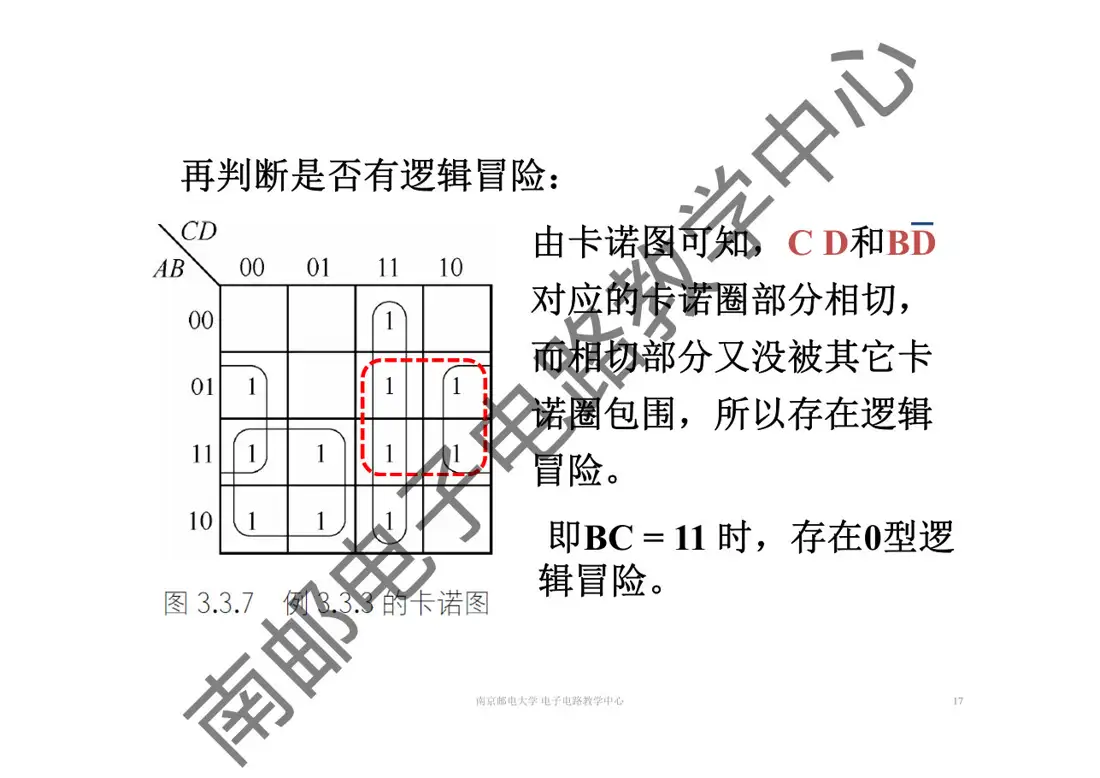 再判断是否有逻辑冒险：
CD
AB 00 01 11 10
00 1
01 1 1 1
11 1 1 1 1
10 1 1 1
图 3.3.7 例 3.3.3 的卡诺图
由卡诺图可知，C D和BD̅
对应的卡诺圈部分相切，
而相切部分又没被其它卡
诺圈包围，所以存在逻辑
冒险。
即BC = 11 时，存在0型逻
辑冒险。
南邮电子电路教学中心
南京邮电大学 电子电路教学中心
17